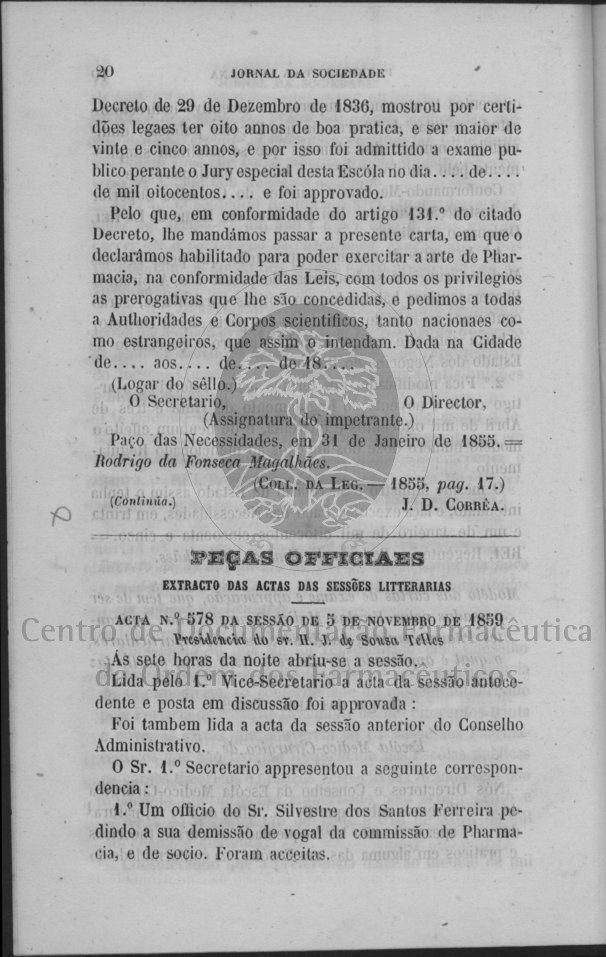 20 JORNAL DA SOCIEDADE
Decreto de 29 de Dezembro de 1836, mostrou por certi-
dões legaes ter oito annos de boa pratica, e ser maior de
vinte e cinco annos, e por isso foi admittido a exame pu-
blico perante o Jury especial desta Escóla no dia.... de....
de mil oitocentos.... e foi approvado.
Pelo que, em conformidade do artigo 131.º do citado
Decreto, lhe mandámos passar a presente carta, em que o
declarâmos habilitado para poder exercitar a arte de Phar-
macia, na conformidade das Leis, com todos os privilegios
as prerogativas que lhe são concedidas, e pedimos a todas
a Authoridades e Corpos scientificos, tanto nacionaes co-
mo estrangeiros, que assim o intendam. Dada na Cidade
de.... aos.... de.... de 18....
(Logar do sêllo.)
O Secretario, O Director,
(Assignatura do impetrante.)
Paço das Necessidades, em 31 de Janeiro de 1855.=
Rodrigo da Fonseca Magalhães.
(COLL. DA LEG. — 1855, pag. 17.)
(Continúa.) J. D. CORRÊA.
PEÇAS OFFICIAES
EXTRACTO DAS ACTAS DAS SESSÕES LITTERARIAS
ACTA N.º 578 DA SESSÃO DE 5 DE NOVEMBRO DE 1859
Centro de Documentação Farmacêutica
Presidencia do sr. H. J. de Sousa Telles
Ás sete horas da noite abriu-se a sessão.
Lida pelo 1.º Vice-Secretario a acta da sessão antece-
da Ordem dos Farmacêuticos
dente e posta em discussão foi approvada :
Foi tambem lida a acta da sessão anterior do Conselho
Administrativo.
O Sr. 1.º Secretario appresentou a seguinte correspon-
dencia :
1.º Um officio do Sr. Silvestre dos Santos Ferreira pe-
dindo a sua demissão de vogal da commissão de Pharma-
cia, e de socio. Foram acceitas.